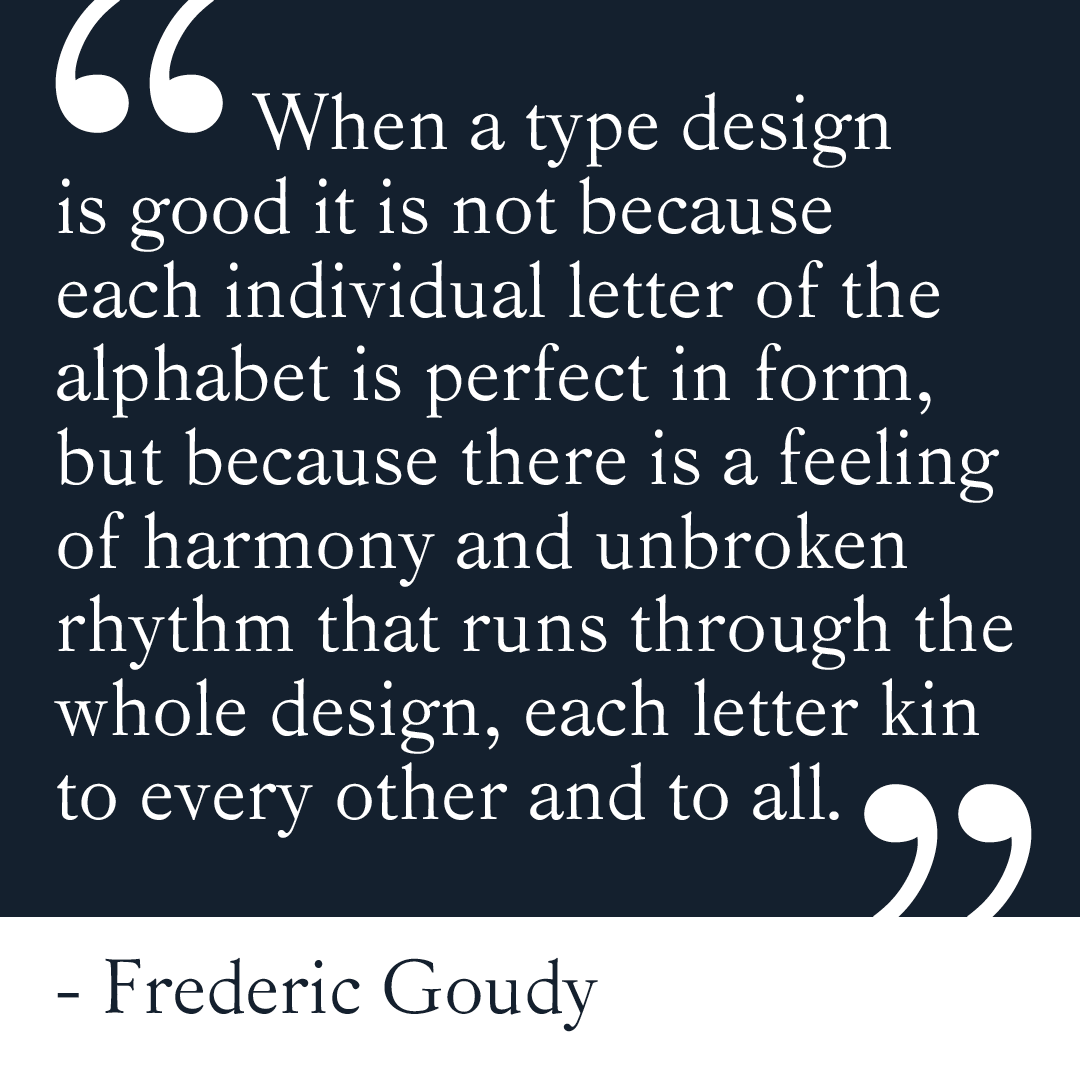 “When a type design
is good it is not because
each individual letter of the
alphabet is perfect in form,
but because there is a feeling
of harmony and unbroken
rhythm that runs through the
whole design, each letter kin
to every other and to all.”
- Frederic Goudy